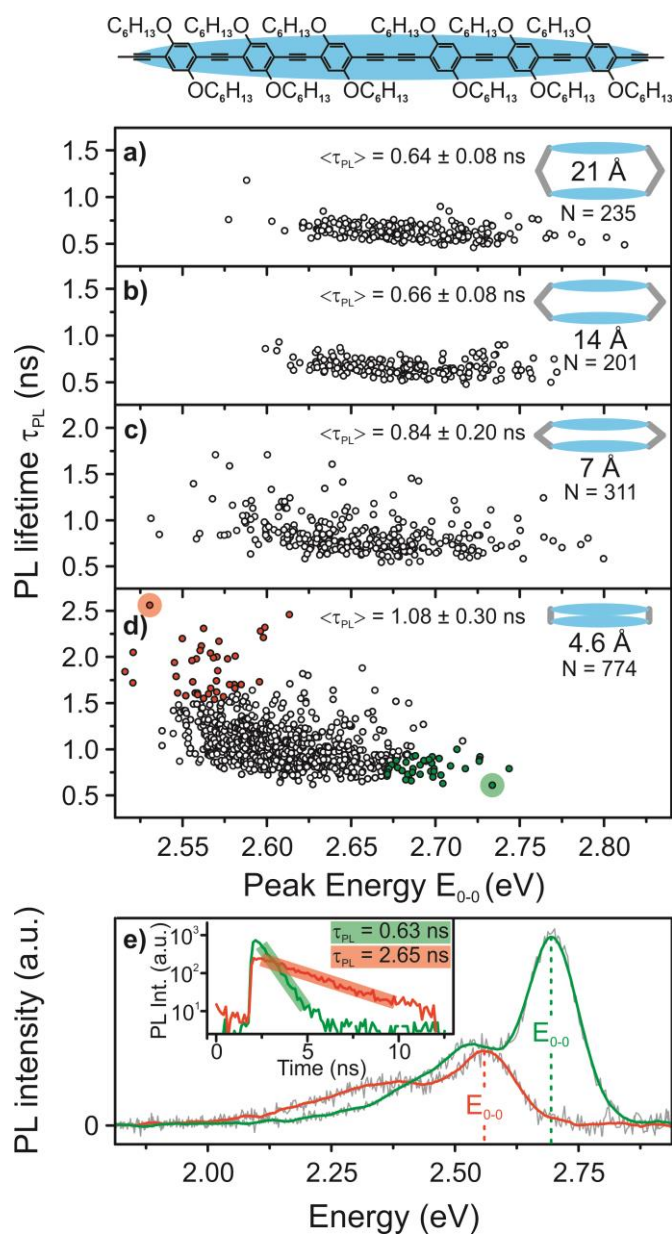 C₆H₁₃O C₆H₁₃O C₆H₁₃O C₆H₁₃O C₆H₁₃O C₆H₁₃O
OC₆H₁₃ OC₆H₁₃ OC₆H₁₃ OC₆H₁₃ OC₆H₁₃ OC₆H₁₃
PL lifetime τPL (ns)
a) <τPL> = 0.64 ± 0.08 ns
21 Å
N = 235
1.5
1.0
0.5
b) <τPL> = 0.66 ± 0.08 ns
14 Å
N = 201
1.5
1.0
0.5
c) <τPL> = 0.84 ± 0.20 ns
7 Å
N = 311
2.0
1.5
1.0
0.5
d) <τPL> = 1.08 ± 0.30 ns
4.6 Å
N = 774
2.5
2.0
1.5
1.0
0.5
2.55 2.60 2.65 2.70 2.75 2.80
Peak Energy E₀₋₀ (eV)
PL intensity (a.u.)
e)
PL Int. (a.u.)
10³
10²
10¹
τPL = 0.63 ns
τPL = 2.65 ns
0 5 10
Time (ns)
E₀₋₀
E₀₋₀
0
2.00 2.25 2.50 2.75
Energy (eV)